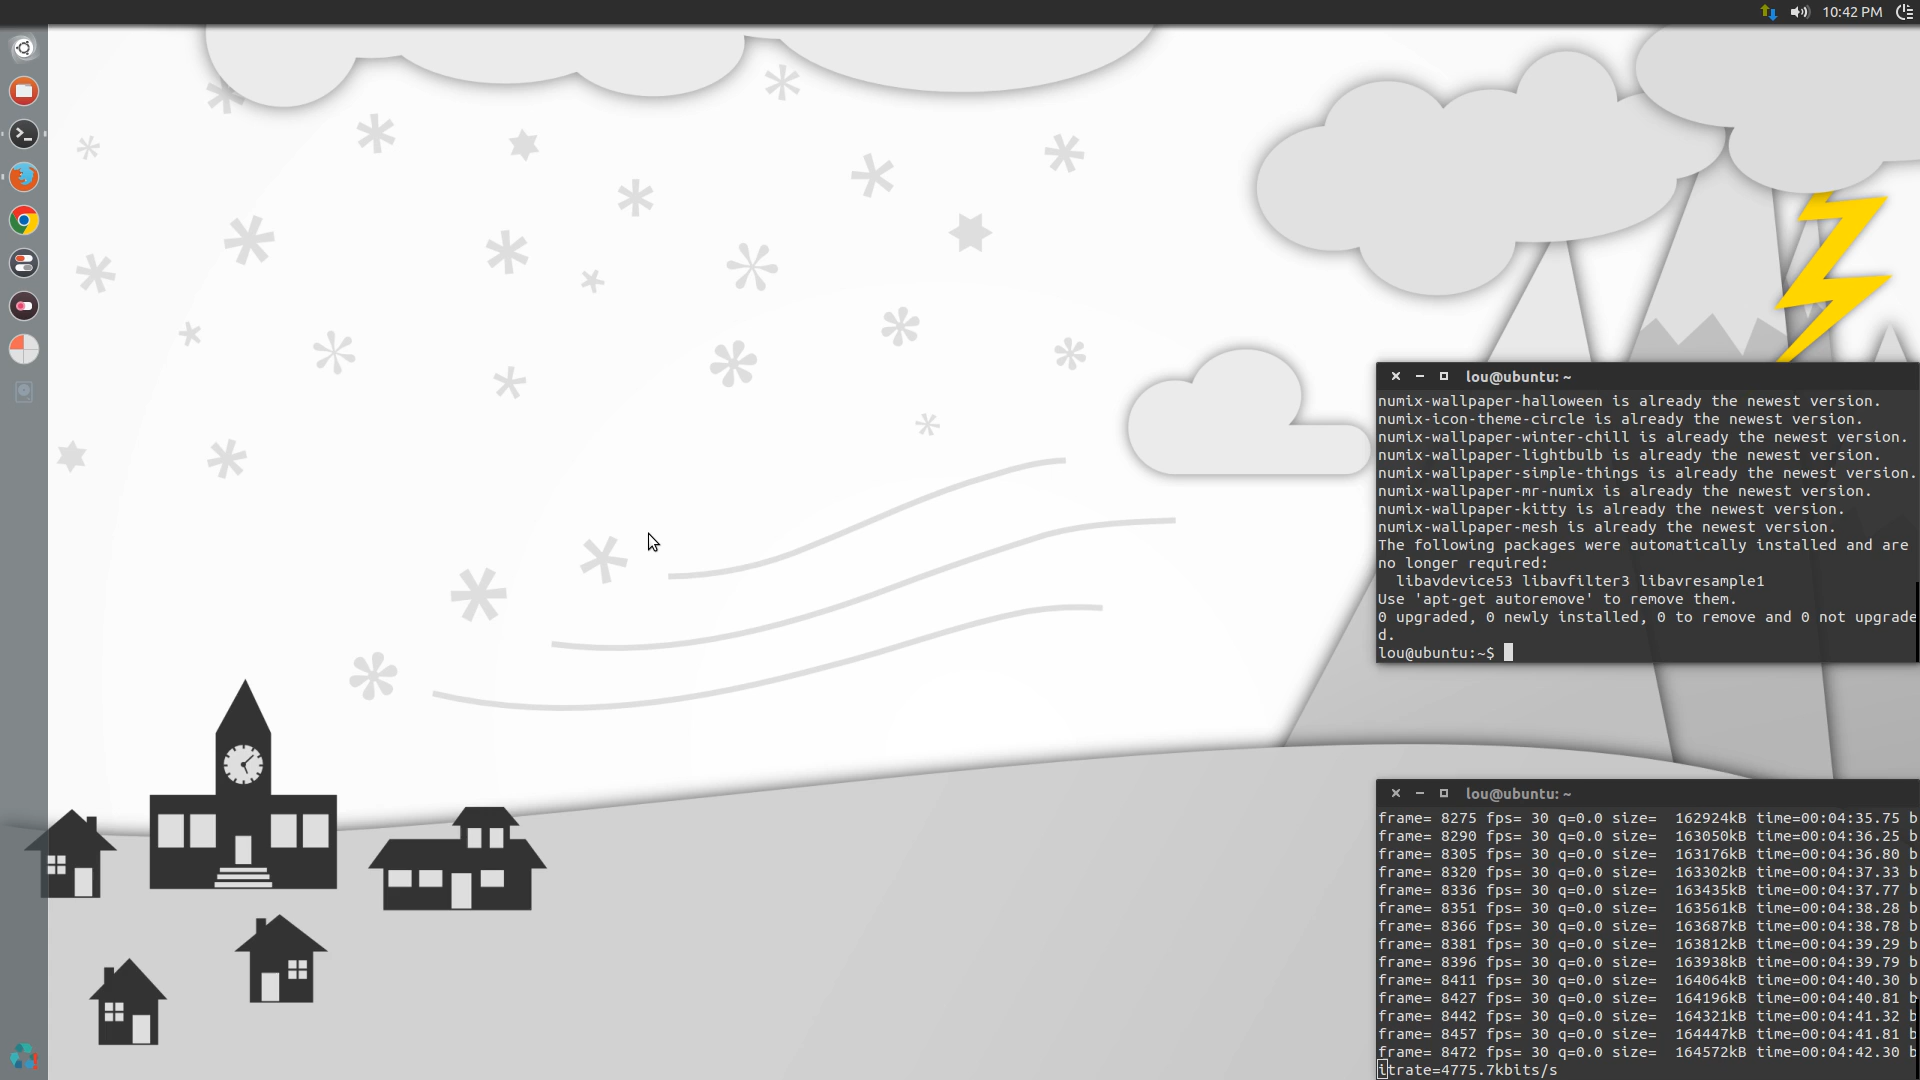 10:42 PM
lou@ubuntu: ~
numix-wallpaper-halloween is already the newest version.
numix-icon-theme-circle is already the newest version.
numix-wallpaper-winter-chill is already the newest version.
numix-wallpaper-lightbulb is already the newest version.
numix-wallpaper-simple-things is already the newest version.
numix-wallpaper-mr-numix is already the newest version.
numix-wallpaper-kitty is already the newest version.
numix-wallpaper-mesh is already the newest version.
The following packages were automatically installed and are
no longer required:
libavdevice53 libavfilter3 libavresample1
Use 'apt-get autoremove' to remove them.
0 upgraded, 0 newly installed, 0 to remove and 0 not upgrade
d.
lou@ubuntu:~$
lou@ubuntu: ~
frame= 8275 fps= 30 q=0.0 size=  162924kB time=00:04:35.75 b
frame= 8290 fps= 30 q=0.0 size=  163050kB time=00:04:36.25 b
frame= 8305 fps= 30 q=0.0 size=  163176kB time=00:04:36.80 b
frame= 8320 fps= 30 q=0.0 size=  163302kB time=00:04:37.33 b
frame= 8336 fps= 30 q=0.0 size=  163435kB time=00:04:37.77 b
frame= 8351 fps= 30 q=0.0 size=  163561kB time=00:04:38.28 b
frame= 8366 fps= 30 q=0.0 size=  163687kB time=00:04:38.78 b
frame= 8381 fps= 30 q=0.0 size=  163812kB time=00:04:39.29 b
frame= 8396 fps= 30 q=0.0 size=  163938kB time=00:04:39.79 b
frame= 8411 fps= 30 q=0.0 size=  164064kB time=00:04:40.30 b
frame= 8427 fps= 30 q=0.0 size=  164196kB time=00:04:40.81 b
frame= 8442 fps= 30 q=0.0 size=  164321kB time=00:04:41.32 b
frame= 8457 fps= 30 q=0.0 size=  164447kB time=00:04:41.81 b
frame= 8472 fps= 30 q=0.0 size=  164572kB time=00:04:42.30 b
itrate=4775.7kbits/s